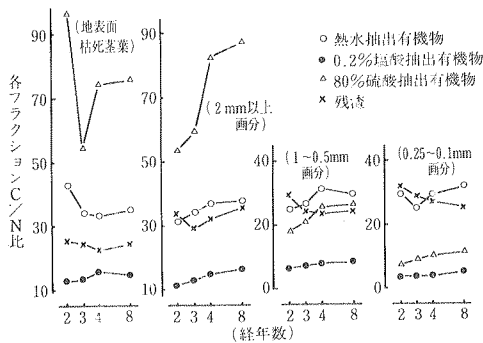 各フラクションC/N比
90
70
50
30
10
(地表面
枯死茎葉)
2 3 4 8
90
70
50
30
10
(2mm以上
画分)
2 3 4 8
40
20
0
(1~0.5mm
画分)
2 3 4 8
40
20
0
(0.25~0.1mm
画分)
2 3 4 8
(経年数)
○ 熱水抽出有機物
● 0.2%塩酸抽出有機物
△ 80%硫酸抽出有機物
× 残渣